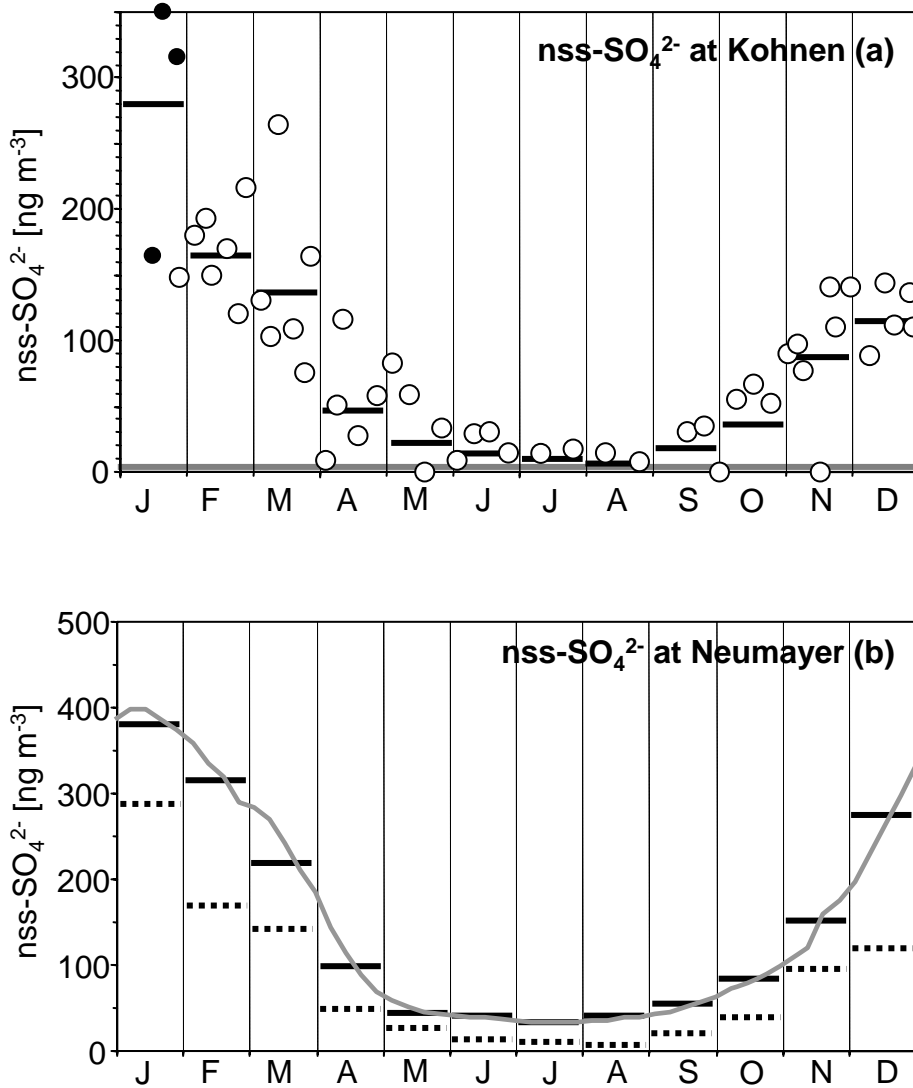 nss-SO₄²⁻ at Kohnen (a)
nss-SO₄²⁻ [ng m⁻³]
300
200
100
0
J F M A M J J A S O N D
nss-SO₄²⁻ at Neumayer (b)
nss-SO₄²⁻ [ng m⁻³]
500
400
300
200
100
0
J F M A M J J A S O N D